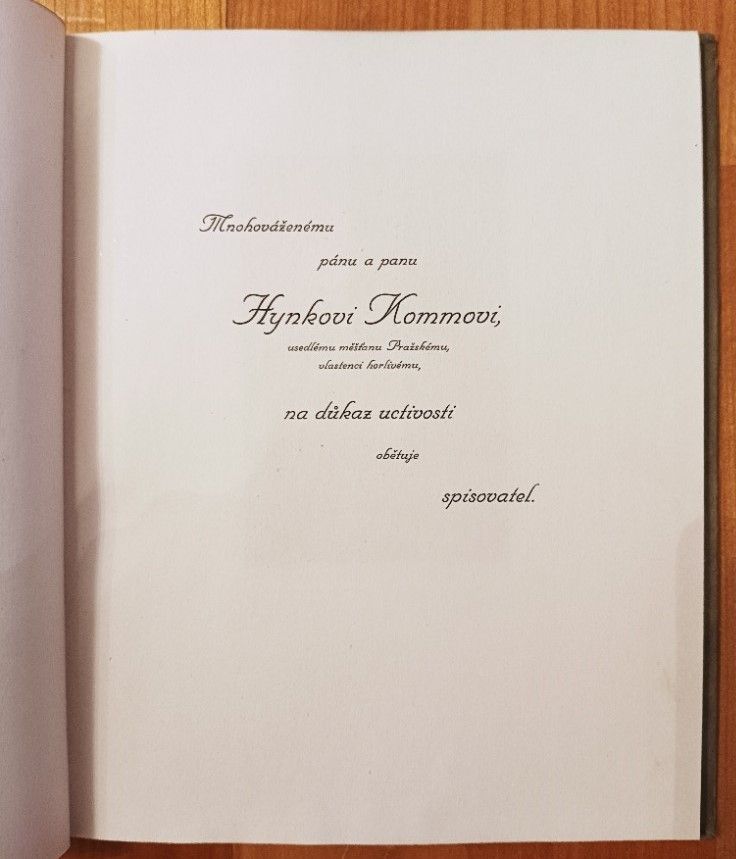 Mnohováženému
pánu a panu
Hynkovi Kommovi,
usedlému měšťanu Pražskému,
vlastenci horlivému,
na důkaz uctivosti
obětuje
spisovatel.